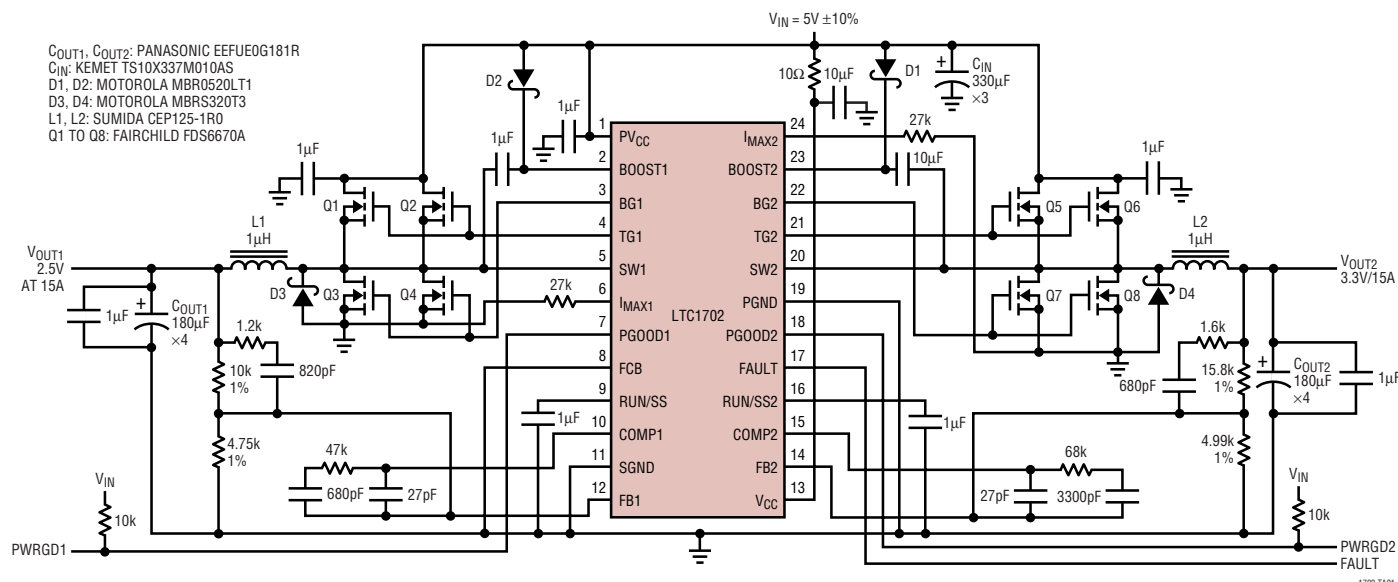 VIN = 5V ±10%
COUT1, COUT2: PANASONIC EEFUE0G181R
CIN: KEMET TS10X337M010AS
D1, D2: MOTOROLA MBR0520LT1
D3, D4: MOTOROLA MBRS320T3
L1, L2: SUMIDA CEP125-1R0
Q1 TO Q8: FAIRCHILD FDS6670A
D2
10Ω
10µF
D1
+
CIN
330µF
×3
1µF
1µF
1µF
1 PVCC
2 BOOST1
3 BG1
4 TG1
5 SW1
6 IMAX1
7 PGOOD1
8 FCB
9 RUN/SS
10 COMP1
11 SGND
12 FB1
LTC1702
24 IMAX2
23 BOOST2
22 BG2
21 TG2
20 SW2
19 PGND
18 PGOOD2
17 FAULT
16 RUN/SS2
15 COMP2
14 FB2
13 VCC
27k
10µF
1µF
Q1
Q2
Q5
Q6
L1
1µH
L2
1µH
VOUT1
2.5V
AT 15A
VOUT2
3.3V/15A
D3
Q3
Q4
27k
Q7
Q8
D4
1µF
+
COUT1
180µF
×4
1.2k
10k
1%
820pF
1.6k
680pF
15.8k
1%
+
COUT2
180µF
×4
1µF
1µF
1µF
4.75k
1%
47k
680pF
27pF
68k
27pF
3300pF
4.99k
1%
VIN
10k
VIN
10k
PWRGD1
PWRGD2
FAULT
1702 TA01